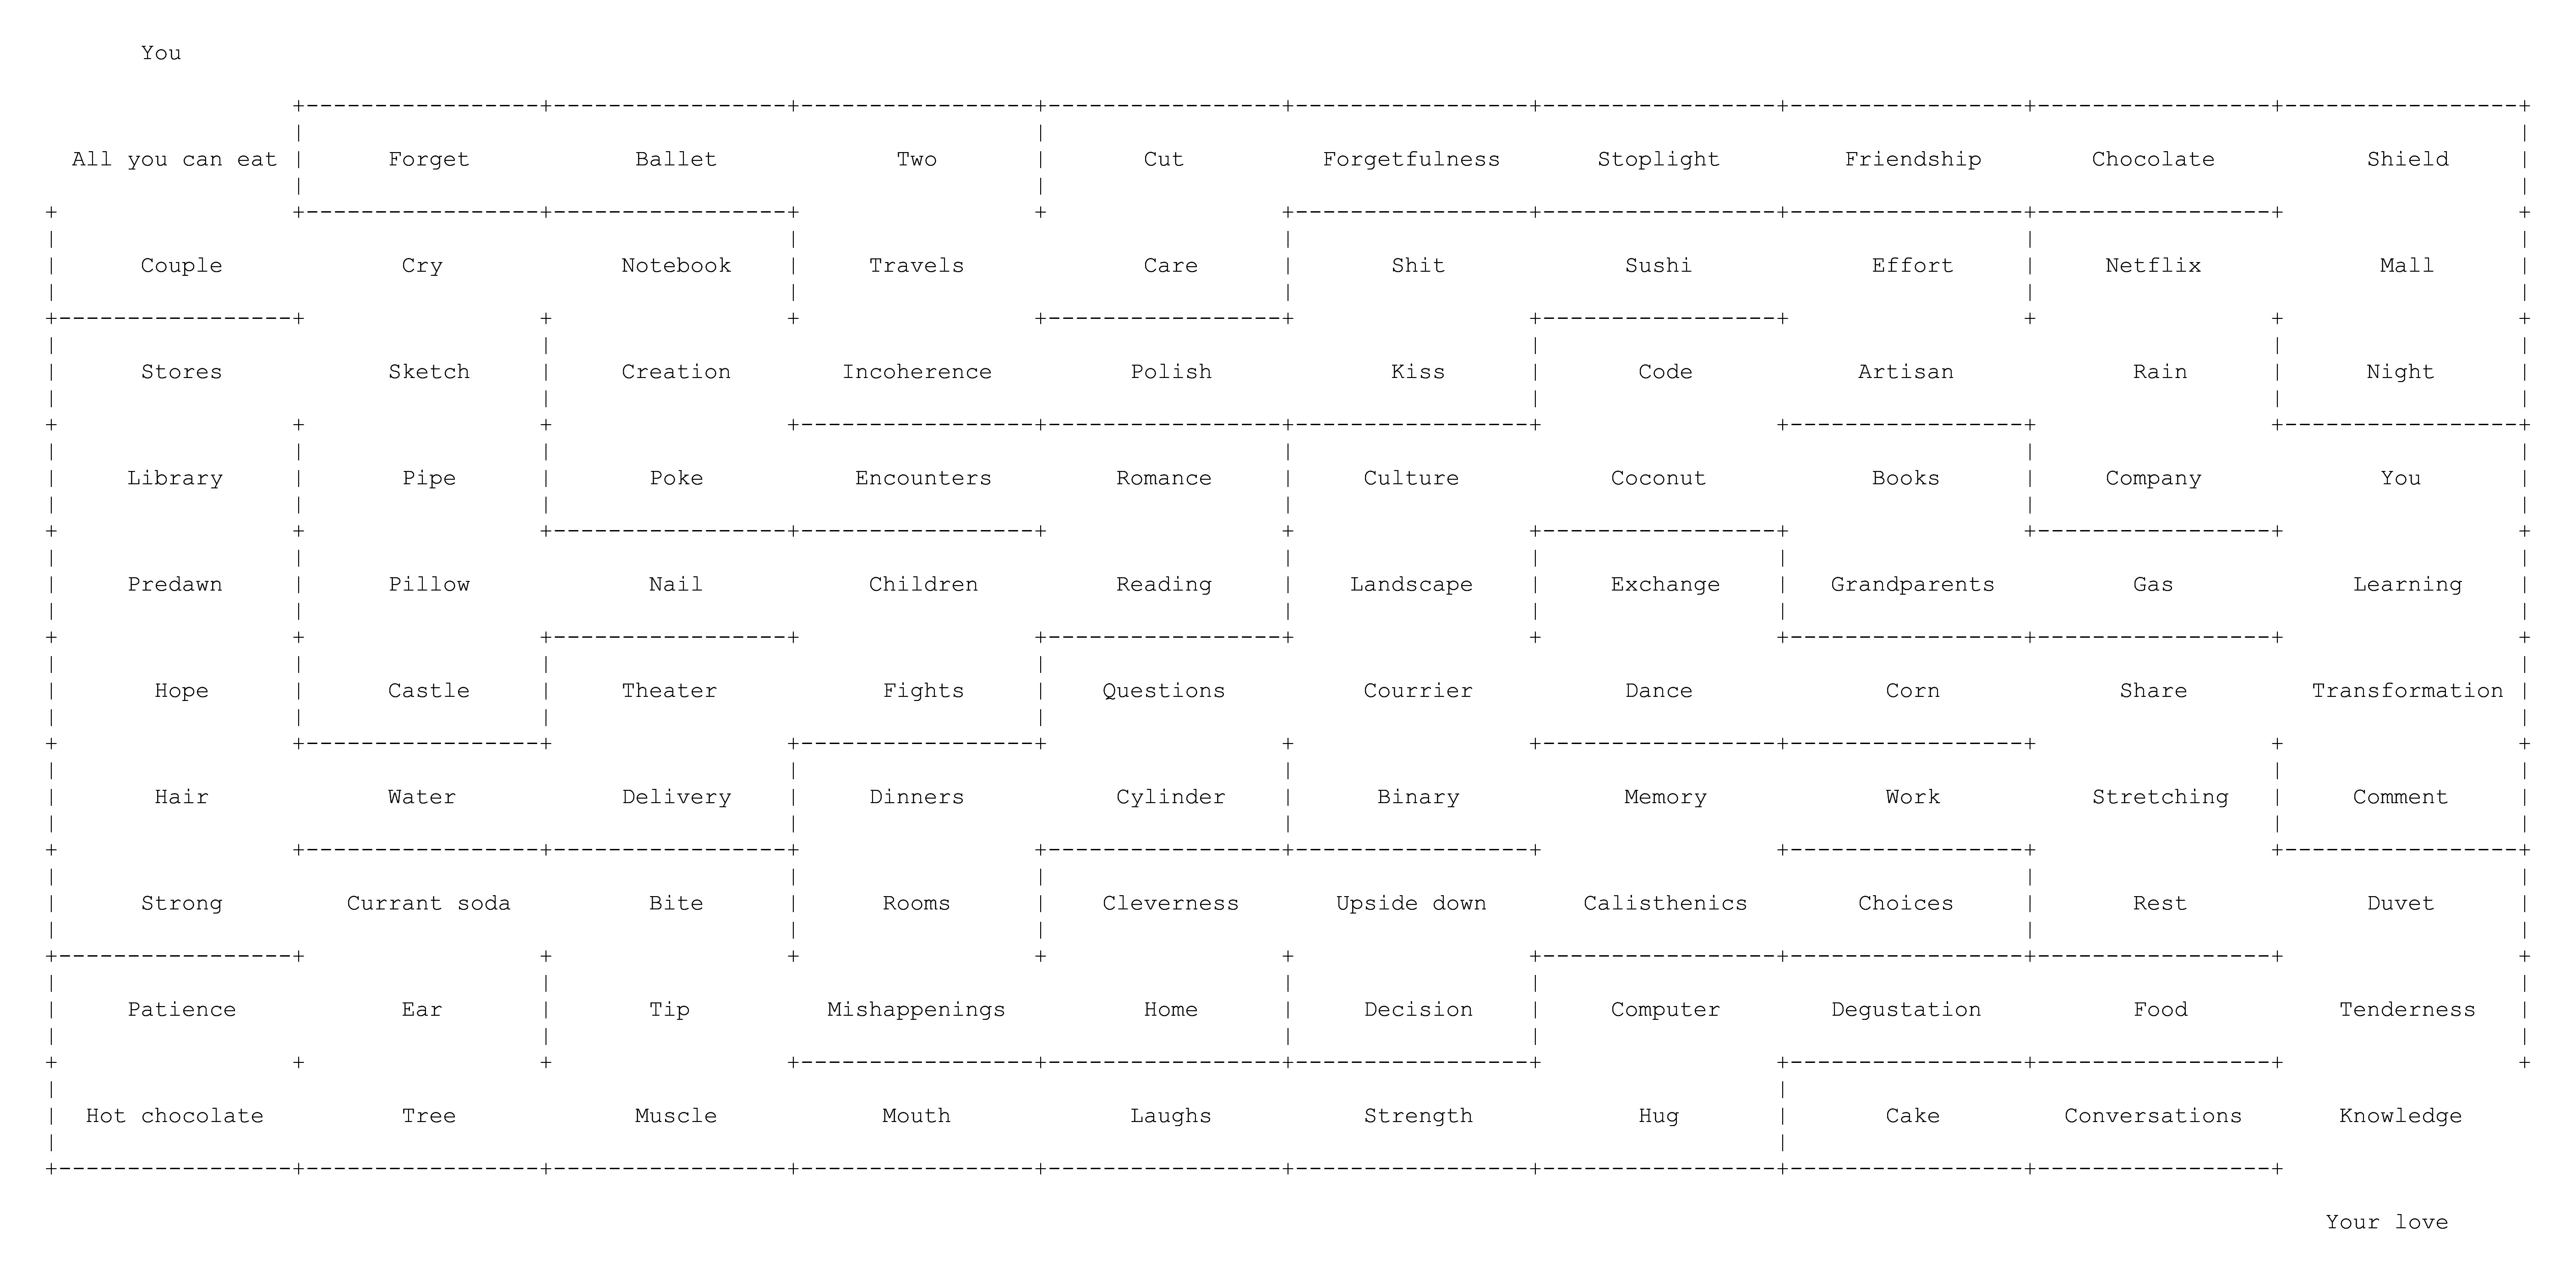 You
All you can eat Forget Ballet Two Cut Forgetfulness Stoplight Friendship Chocolate Shield
Couple Cry Notebook Travels Care Shit Sushi Effort Netflix Mall
Stores Sketch Creation Incoherence Polish Kiss Code Artisan Rain Night
Library Pipe Poke Encounters Romance Culture Coconut Books Company You
Predawn Pillow Nail Children Reading Landscape Exchange Grandparents Gas Learning
Hope Castle Theater Fights Questions Courrier Dance Corn Share Transformation
Hair Water Delivery Dinners Cylinder Binary Memory Work Stretching Comment
Strong Currant soda Bite Rooms Cleverness Upside down Calisthenics Choices Rest Duvet
Patience Ear Tip Mishappenings Home Decision Computer Degustation Food Tenderness
Hot chocolate Tree Muscle Mouth Laughs Strength Hug Cake Conversations Knowledge
Your love